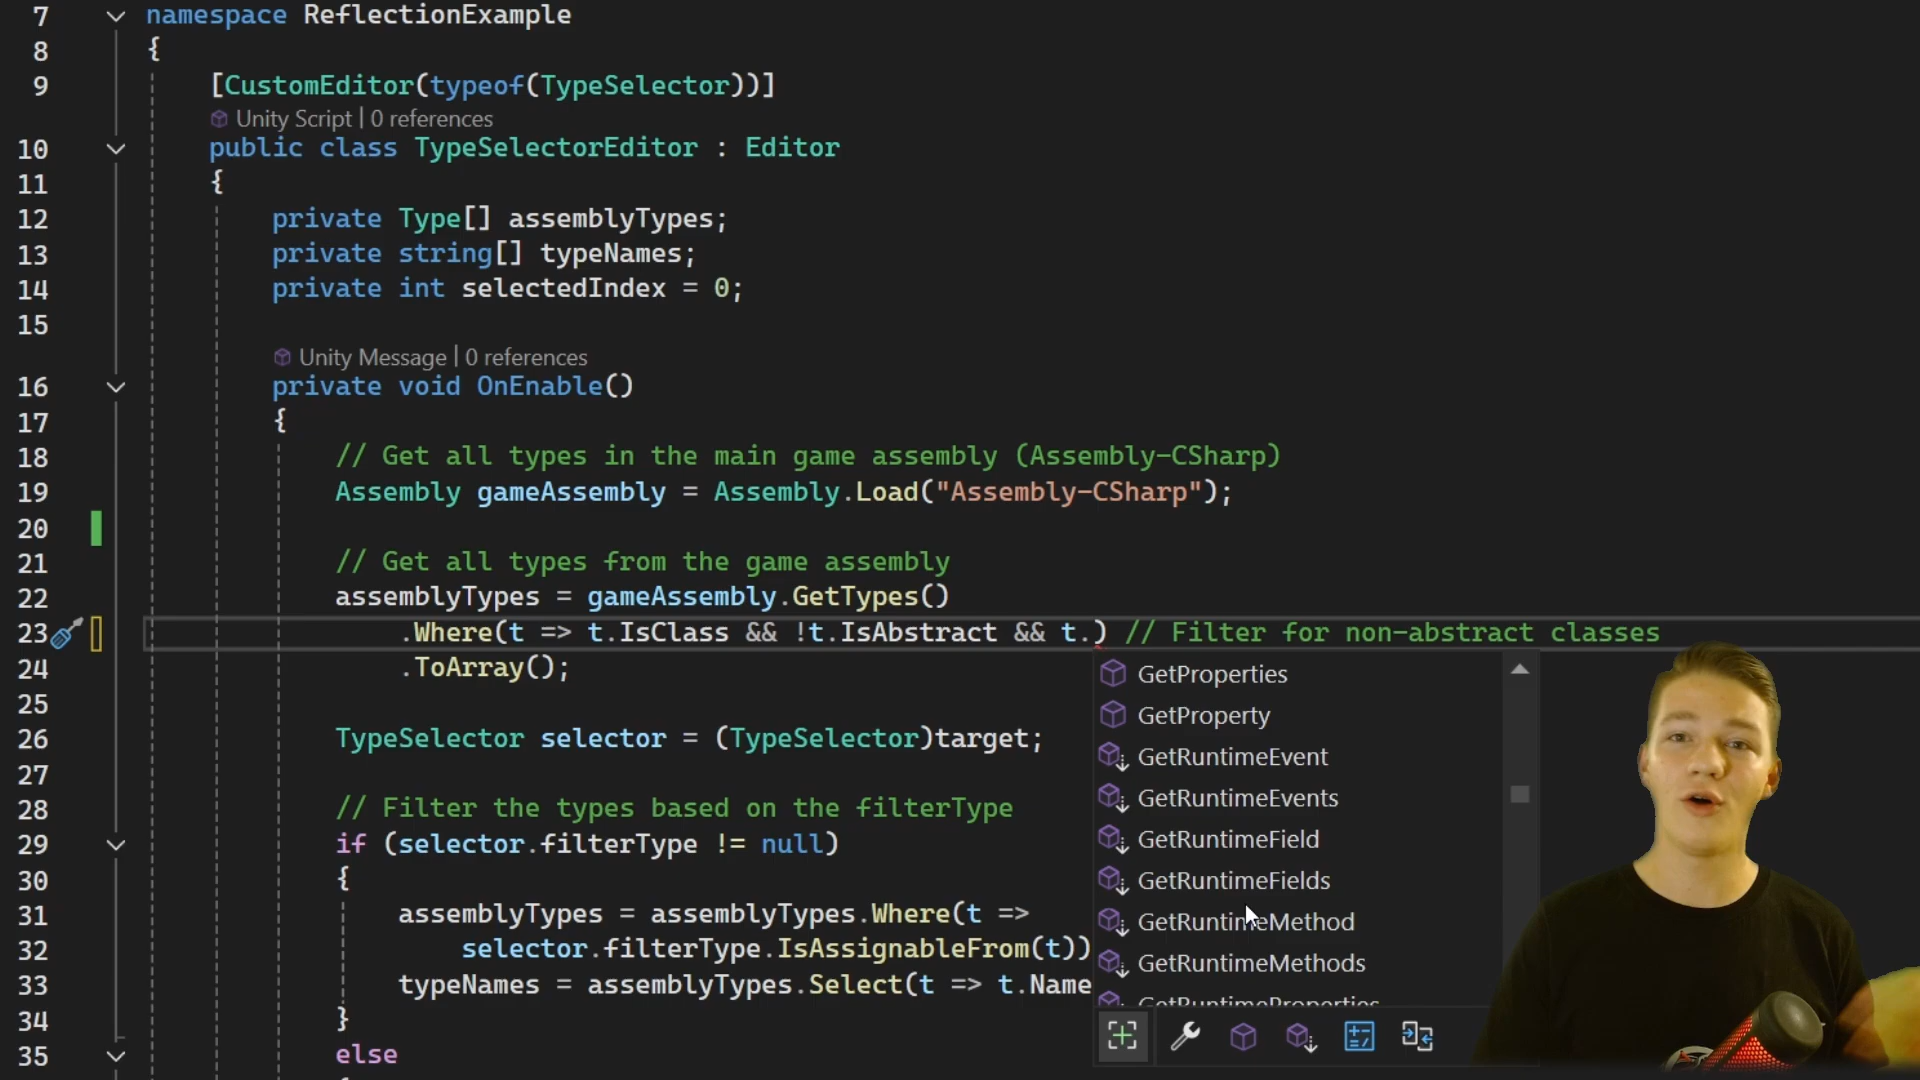 7 namespace ReflectionExample
8 {
9 [CustomEditor(typeof(TypeSelector))]
Unity Script | 0 references
10 public class TypeSelectorEditor : Editor
11 {
12 private Type[] assemblyTypes;
13 private string[] typeNames;
14 private int selectedIndex = 0;
15
Unity Message | 0 references
16 private void OnEnable()
17 {
18 // Get all types in the main game assembly (Assembly-CSharp)
19 Assembly gameAssembly = Assembly.Load("Assembly-CSharp");
20
21 // Get all types from the game assembly
22 assemblyTypes = gameAssembly.GetTypes()
23 .Where(t => t.IsClass && !t.IsAbstract && t.) // Filter for non-abstract classes
24 .ToArray();
25
26 TypeSelector selector = (TypeSelector)target;
27
28 // Filter the types based on the filterType
29 if (selector.filterType != null)
30 {
31 assemblyTypes = assemblyTypes.Where(t =>
32 selector.filterType.IsAssignableFrom(t))
33 typeNames = assemblyTypes.Select(t => t.Name
34 }
35 else
GetProperties
GetProperty
GetRuntimeEvent
GetRuntimeEvents
GetRuntimeField
GetRuntimeFields
GetRuntimeMethod
GetRuntimeMethods
GetRuntimeProperties